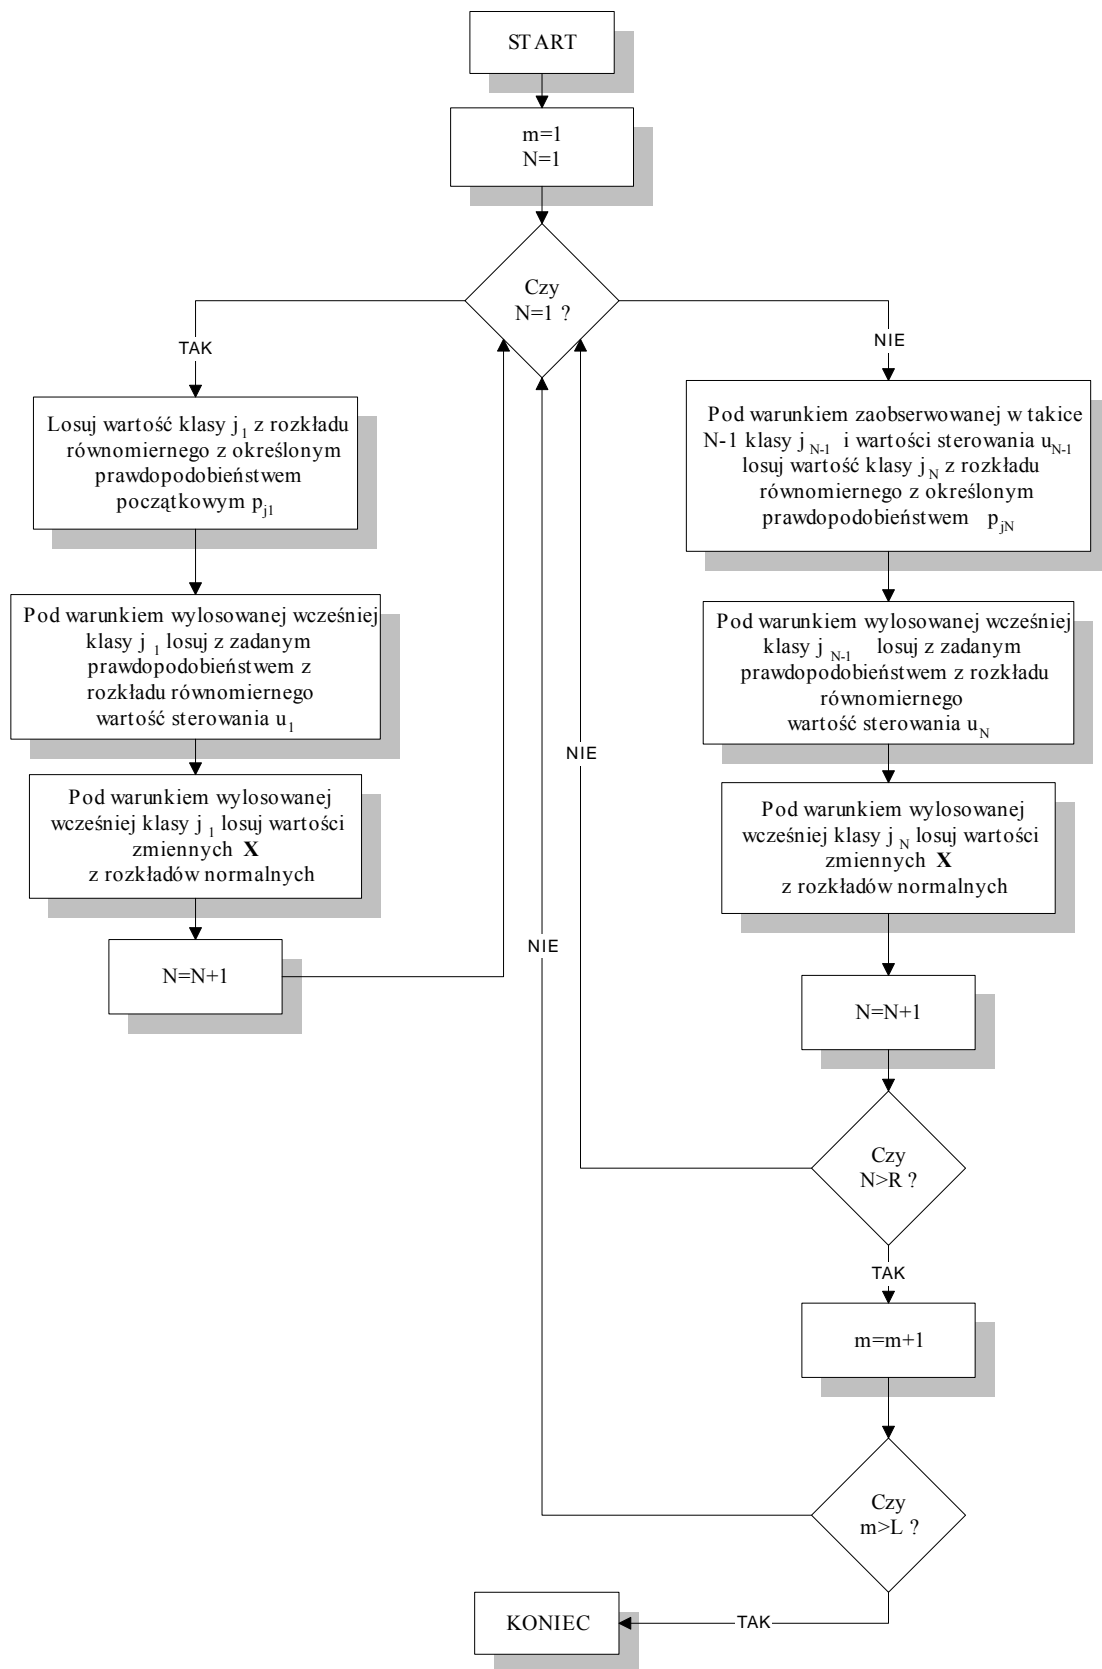 START
m=1
N=1
Czy
N=1 ?
TAK
NIE
Losuj wartość klasy j1 z rozkładu
równomiernego z określonym
prawdopodobieństwem
początkowym pj1
Pod warunkiem wylosowanej wcześniej
klasy j 1 losuj z zadanym
prawdopodobieństwem z
rozkładu równomiernego
wartość sterowania u1
Pod warunkiem wylosowanej
wcześniej klasy j 1 losuj wartości
zmiennych X
z rozkładów normalnych
N=N+1
Pod warunkiem zaobserwowanej w takice
N-1 klasy jN-1 i wartości sterowania uN-1
losuj wartość klasy jN z rozkładu
równomiernego z określonym
prawdopodobieństwem pjN
Pod warunkiem wylosowanej wcześniej
klasy j N-1 losuj z zadanym
prawdopodobieństwem z rozkładu
równomiernego
wartość sterowania uN
Pod warunkiem wylosowanej
wcześniej klasy j N losuj wartości
zmiennych X
z rozkładów normalnych
N=N+1
Czy
N>R ?
NIE
TAK
m=m+1
Czy
m>L ?
NIE
TAK
KONIEC